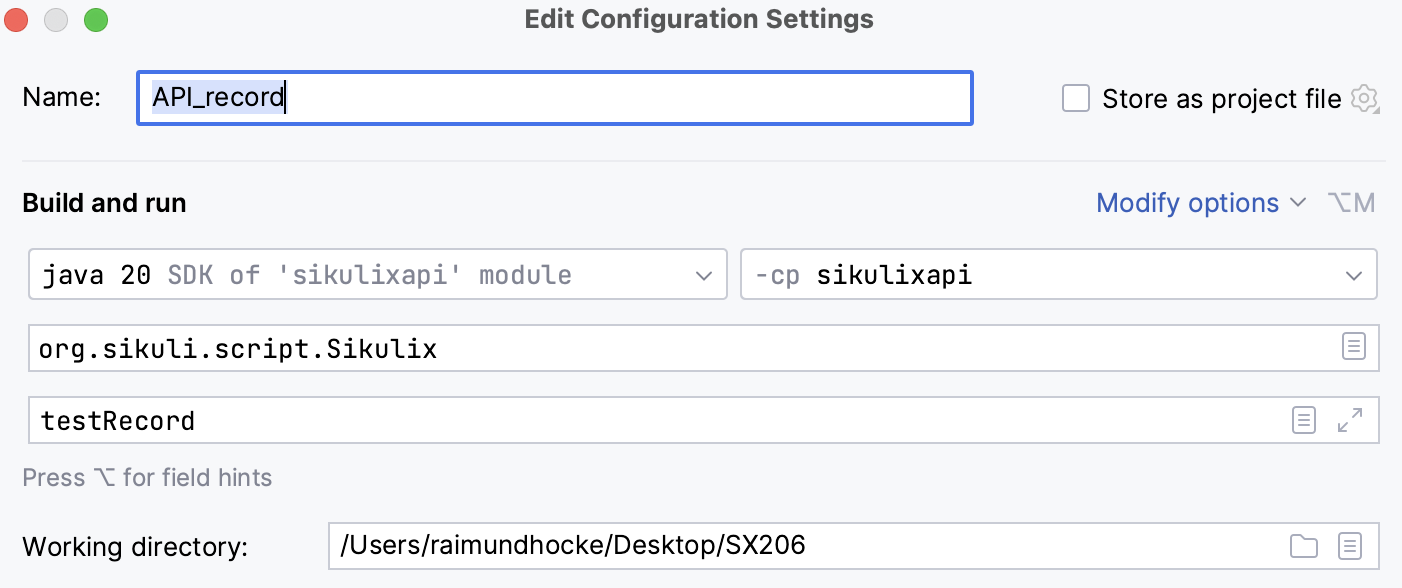 Edit Configuration Settings
Name: API_record Store as project file
Build and run Modify options ⌥M
java 20 SDK of 'sikulixapi' module -cp sikulixapi
org.sikuli.script.Sikulix
testRecord
Press ⌥ for field hints
Working directory: /Users/raimundhocke/Desktop/SX206